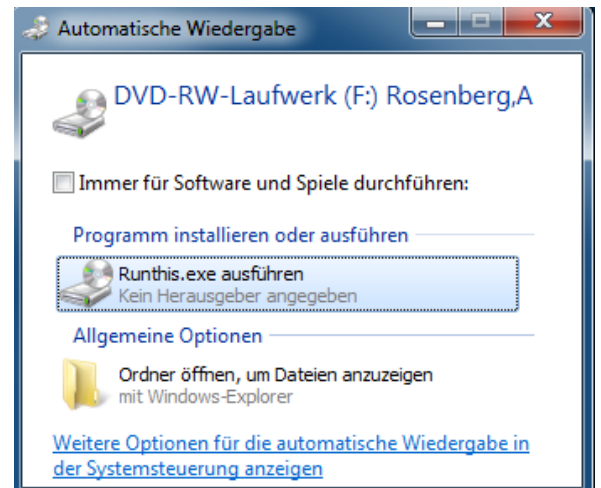 Automatische Wiedergabe
DVD-RW-Laufwerk (F:) Rosenberg,A
Immer für Software und Spiele durchführen:
Programm installieren oder ausführen
Runthis.exe ausführen
Kein Herausgeber angegeben
Allgemeine Optionen
Ordner öffnen, um Dateien anzuzeigen
mit Windows-Explorer
Weitere Optionen für die automatische Wiedergabe in
der Systemsteuerung anzeigen